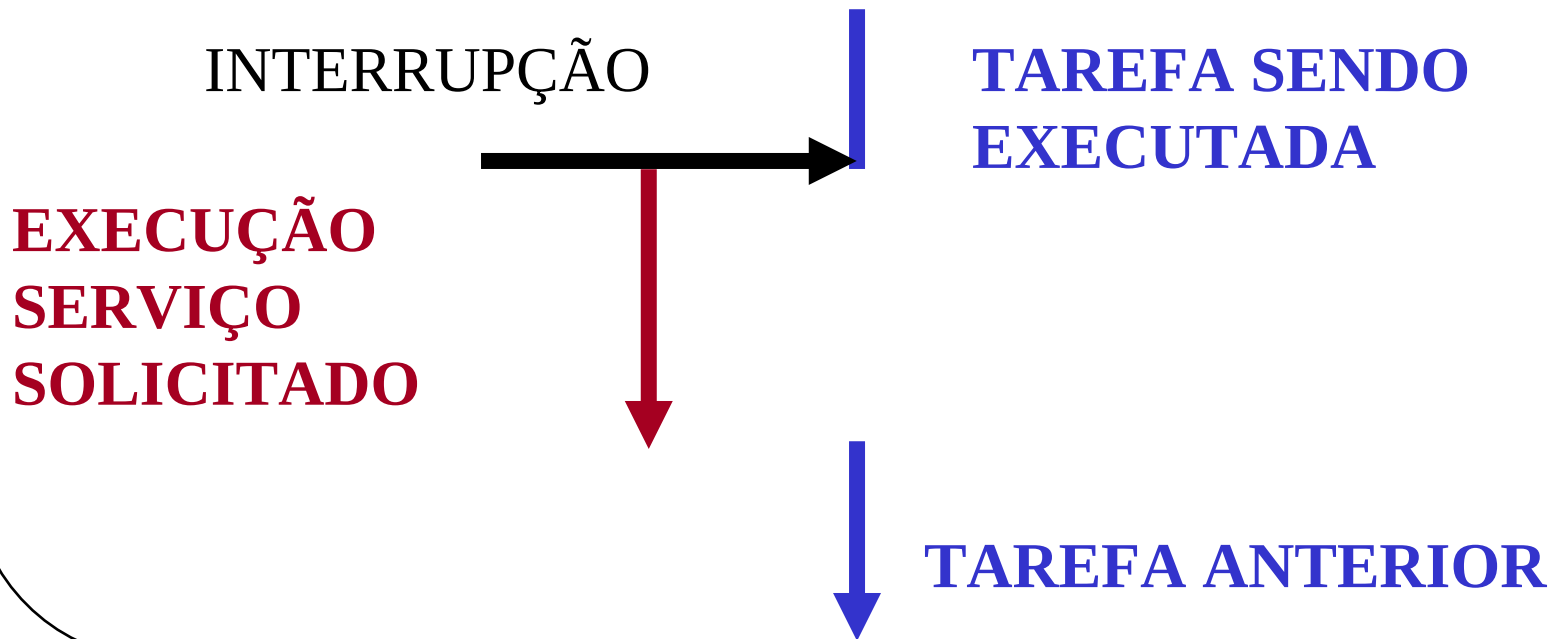 INTERRUPÇÃO
TAREFA SENDO
EXECUTADA
EXECUÇÃO
SERVIÇO
SOLICITADO
TAREFA ANTERIOR